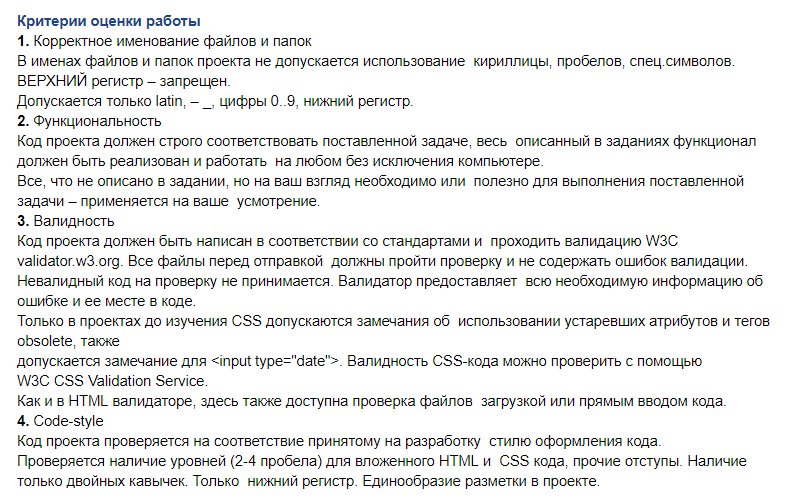 Критерии оценки работы
1. Корректное именование файлов и папок
В именах файлов и папок проекта не допускается использование кириллицы, пробелов, спец.символов.
ВЕРХНИЙ регистр – запрещен.
Допускается только latin, – _, цифры 0..9, нижний регистр.
2. Функциональность
Код проекта должен строго соответствовать поставленной задаче, весь описанный в заданиях функционал
должен быть реализован и работать на любом без исключения компьютере.
Все, что не описано в задании, но на ваш взгляд необходимо или полезно для выполнения поставленной
задачи – применяется на ваше усмотрение.
3. Валидность
Код проекта должен быть написан в соответствии со стандартами и проходить валидацию W3C
validator.w3.org. Все файлы перед отправкой должны пройти проверку и не содержать ошибок валидации.
Невалидный код на проверку не принимается. Валидатор предоставляет всю необходимую информацию об
ошибке и ее месте в коде.
Только в проектах до изучения CSS допускаются замечания об использовании устаревших атрибутов и тегов
obsolete, также
допускается замечание для <input type="date">. Валидность CSS-кода можно проверить с помощью
W3C CSS Validation Service.
Как и в HTML валидаторе, здесь также доступна проверка файлов загрузкой или прямым вводом кода.
4. Code-style
Код проекта проверяется на соответствие принятому на разработку стилю оформления кода.
Проверяется наличие уровней (2-4 пробела) для вложенного HTML и CSS кода, прочие отступы. Наличие
только двойных кавычек. Только нижний регистр. Единообразие разметки в проекте.